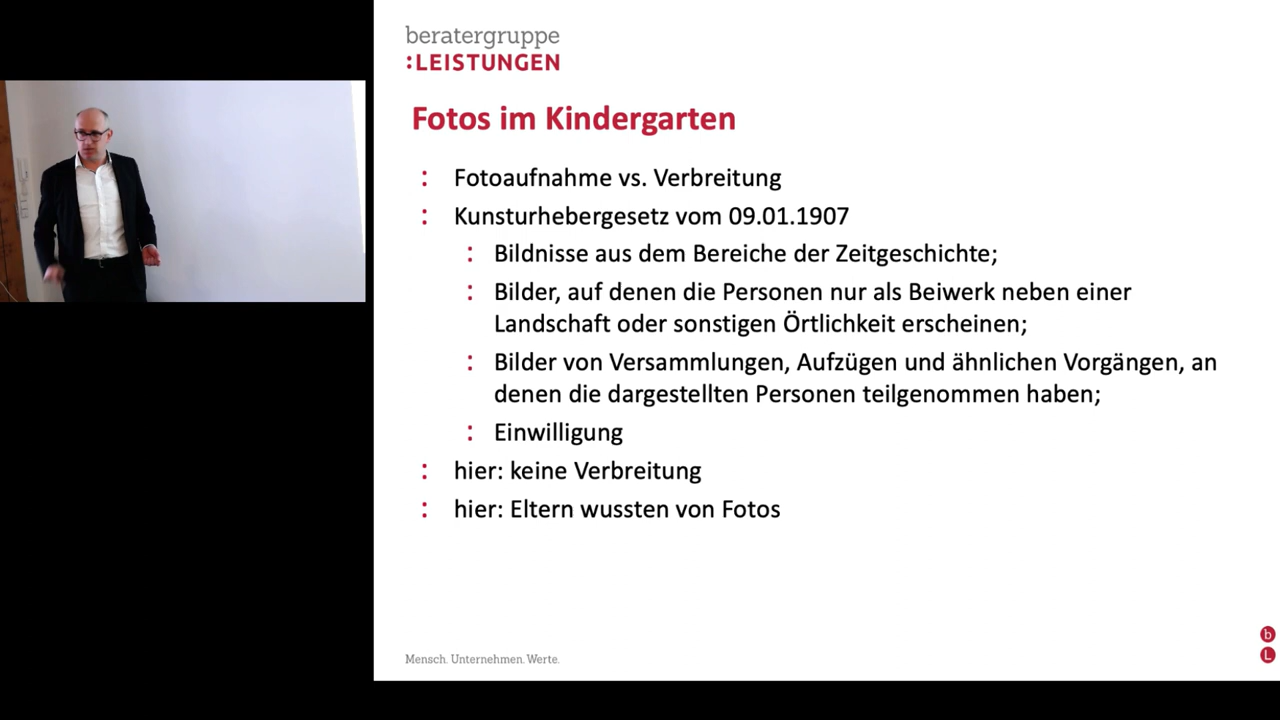 beratergruppe
:LEISTUNGEN
Fotos im Kindergarten
: Fotoaufnahme vs. Verbreitung
: Kunsturhebergesetz vom 09.01.1907
: Bildnisse aus dem Bereiche der Zeitgeschichte;
: Bilder, auf denen die Personen nur als Beiwerk neben einer
Landschaft oder sonstigen Örtlichkeit erscheinen;
: Bilder von Versammlungen, Aufzügen und ähnlichen Vorgängen, an
denen die dargestellten Personen teilgenommen haben;
: Einwilligung
: hier: keine Verbreitung
: hier: Eltern wussten von Fotos
b
L
Mensch. Unternehmen. Werte.